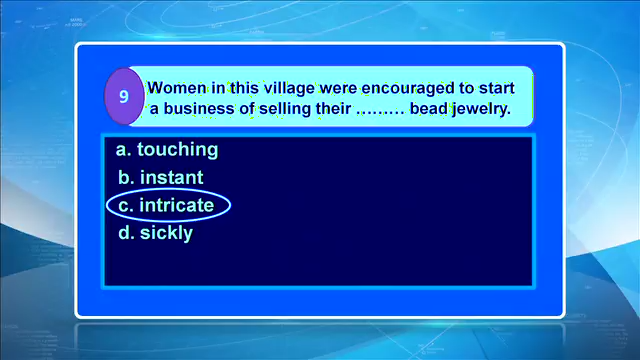 9
Women in this village were encouraged to start
a business of selling their ……… bead jewelry.
a. touching
b. instant
c. intricate
d. sickly